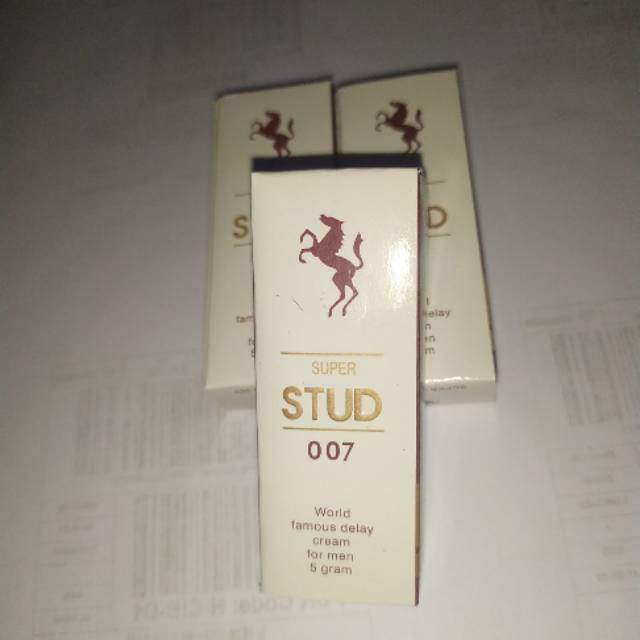 SUPER
STUD
007
World
famous delay
cream
for men
5 gram
S
D